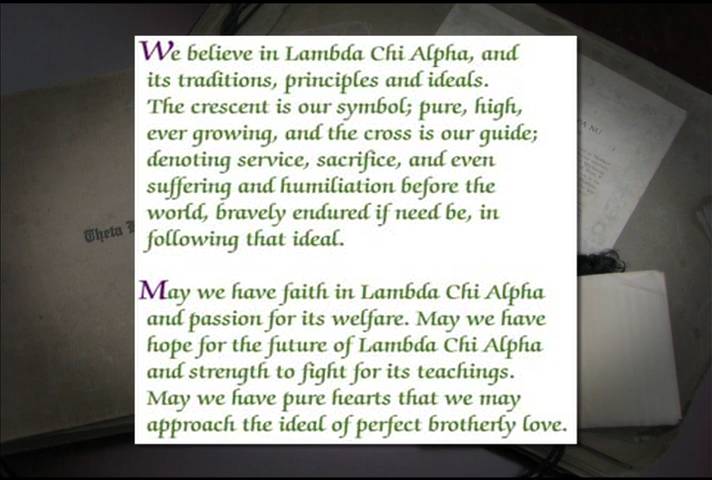 We believe in Lambda Chi Alpha, and
its traditions, principles and ideals.
The crescent is our symbol; pure, high,
ever growing, and the cross is our guide;
denoting service, sacrifice, and even
suffering and humiliation before the
world, bravely endured if need be, in
following that ideal.
May we have faith in Lambda Chi Alpha
and passion for its welfare. May we have
hope for the future of Lambda Chi Alpha
and strength to fight for its teachings.
May we have pure hearts that we may
approach the ideal of perfect brotherly love.
Theta
NU